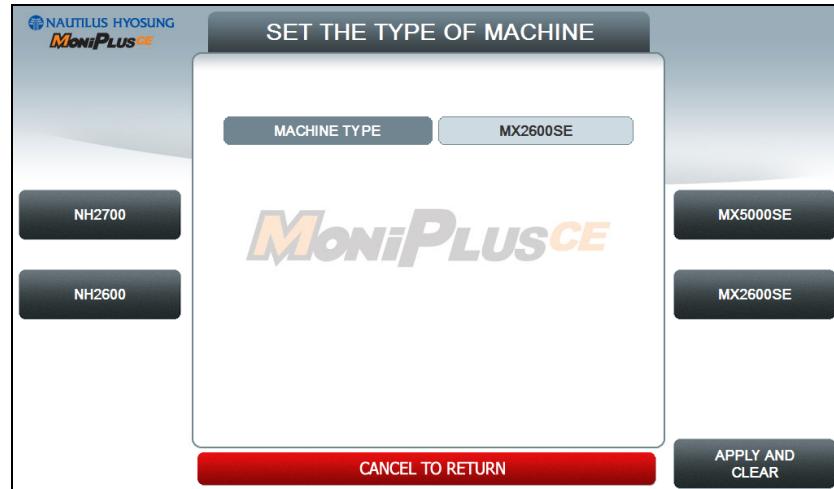 NAUTILUS HYOSUNG
MONiPLUSCE
SET THE TYPE OF MACHINE
MACHINE TYPE
MX2600SE
NH2700
MX5000SE
MONiPLUSCE
NH2600
MX2600SE
CANCEL TO RETURN
APPLY AND
CLEAR